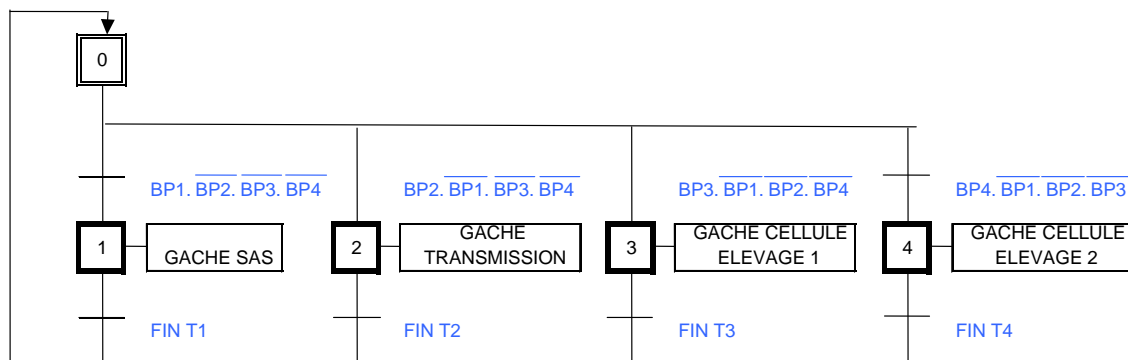 0
BP1. BP2. BP3. BP4
BP2. BP1. BP3. BP4
BP3. BP1. BP2. BP4
BP4. BP1. BP2. BP3
1
GACHE SAS
2
GACHE
TRANSMISSION
3
GACHE CELLULE
ELEVAGE 1
4
GACHE CELLULE
ELEVAGE 2
FIN T1
FIN T2
FIN T3
FIN T4